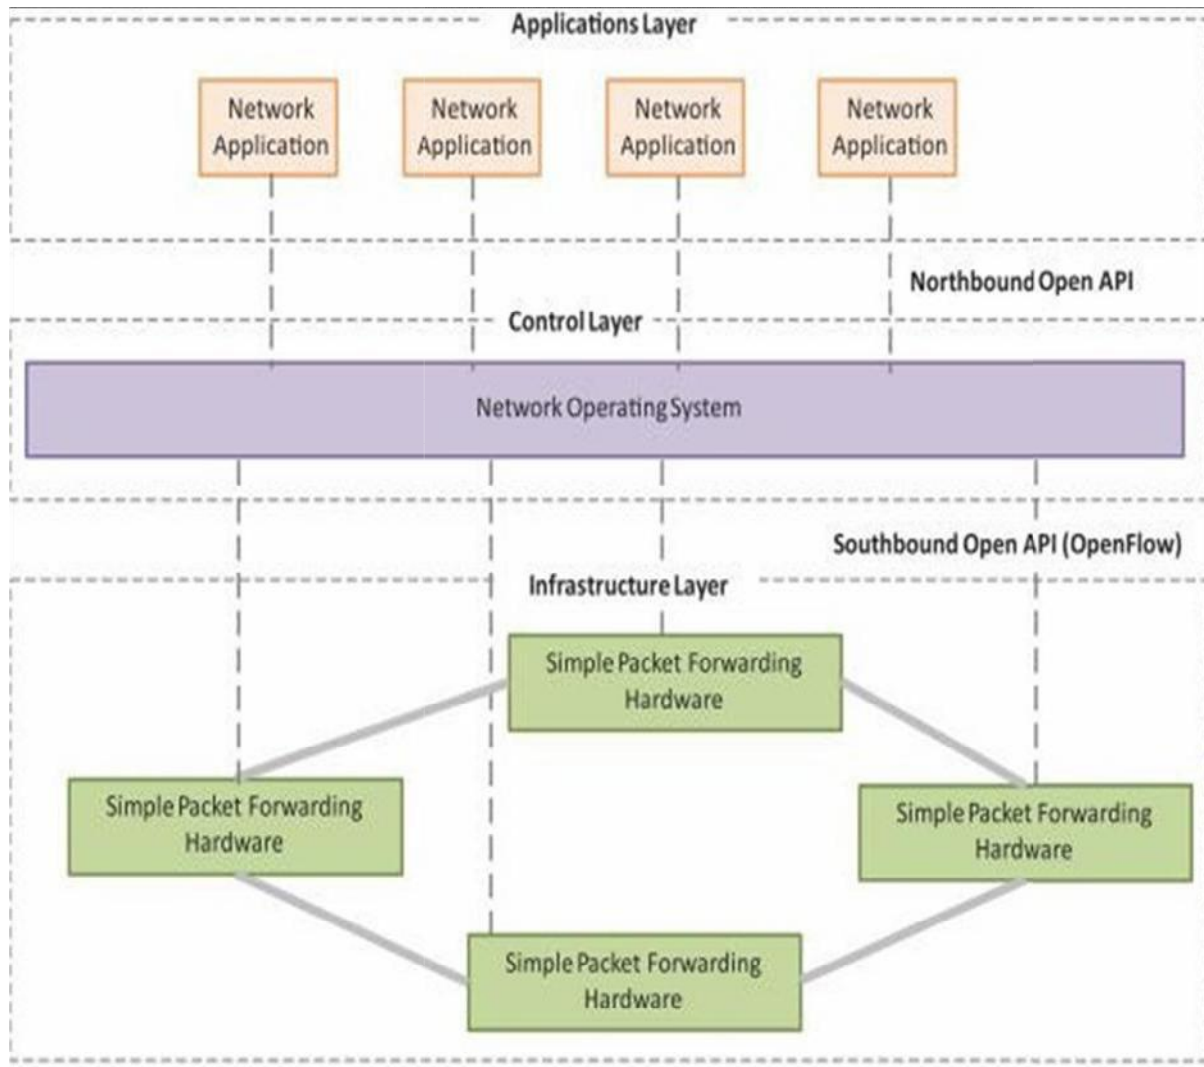 Applications Layer
Network
Application
Network
Application
Network
Application
Network
Application
Northbound Open API
Control Layer
Network Operating System
Southbound Open API (OpenFlow)
Infrastructure Layer
Simple Packet Forwarding
Hardware
Simple Packet Forwarding
Hardware
Simple Packet Forwarding
Hardware
Simple Packet Forwarding
Hardware